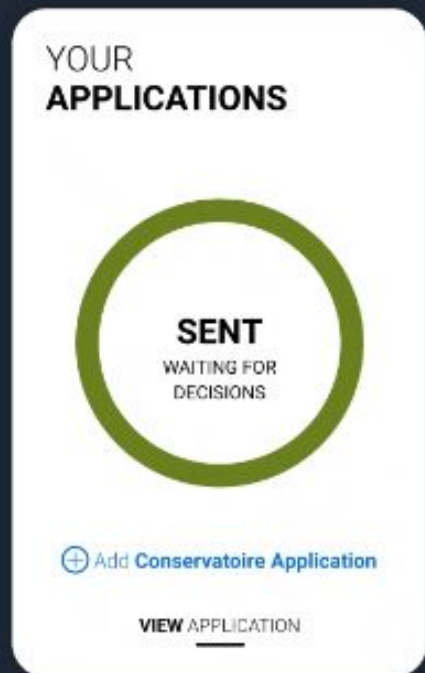 YOUR
APPLICATIONS
SENT
WAITING FOR
DECISIONS
Add Conservatoire Application
VIEW APPLICATION